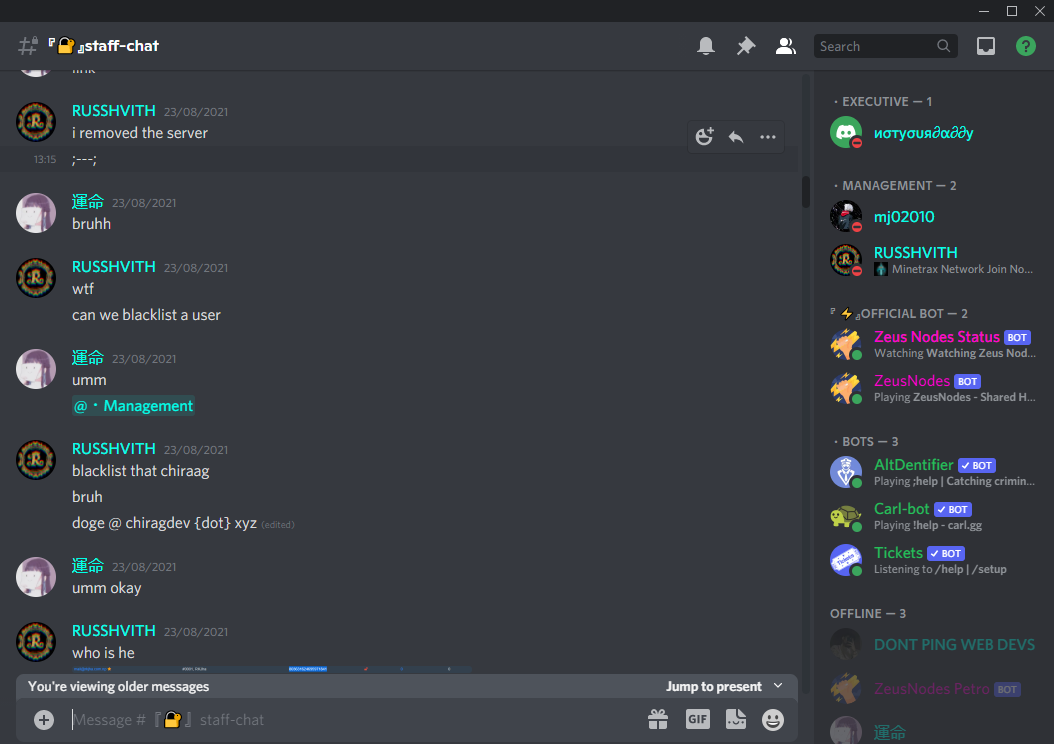 『🔐』staff-chat
Search
link
RUSSHVITH 23/08/2021
i removed the server
13:15 ;---;
運命 23/08/2021
bruhh
RUSSHVITH 23/08/2021
wtf
can we blacklist a user
運命 23/08/2021
umm
@・Management
RUSSHVITH 23/08/2021
blacklist that chiraag
bruh
doge @ chiragdev {dot} xyz (edited)
運命 23/08/2021
umm okay
RUSSHVITH 23/08/2021
who is he
You're viewing older messages
Jump to present
Message # 『🔐』 staff-chat
GIF
・EXECUTIVE — 1
ησтуσυя∂α∂∂у
・MANAGEMENT — 2
mj02010
RUSSHVITH
Minetrax Network Join No...
『⚡』OFFICIAL BOT — 2
Zeus Nodes Status BOT
Watching Watching Zeus Nod...
ZeusNodes BOT
Playing ZeusNodes - Shared H...
・BOTS — 3
AltDentifier ✓ BOT
Playing ;help | Catching crimin...
Carl-bot ✓ BOT
Playing !help - carl.gg
Tickets ✓ BOT
Listening to /help | /setup
OFFLINE — 3
DONT PING WEB DEVS
ZeusNodes Petro BOT
運命